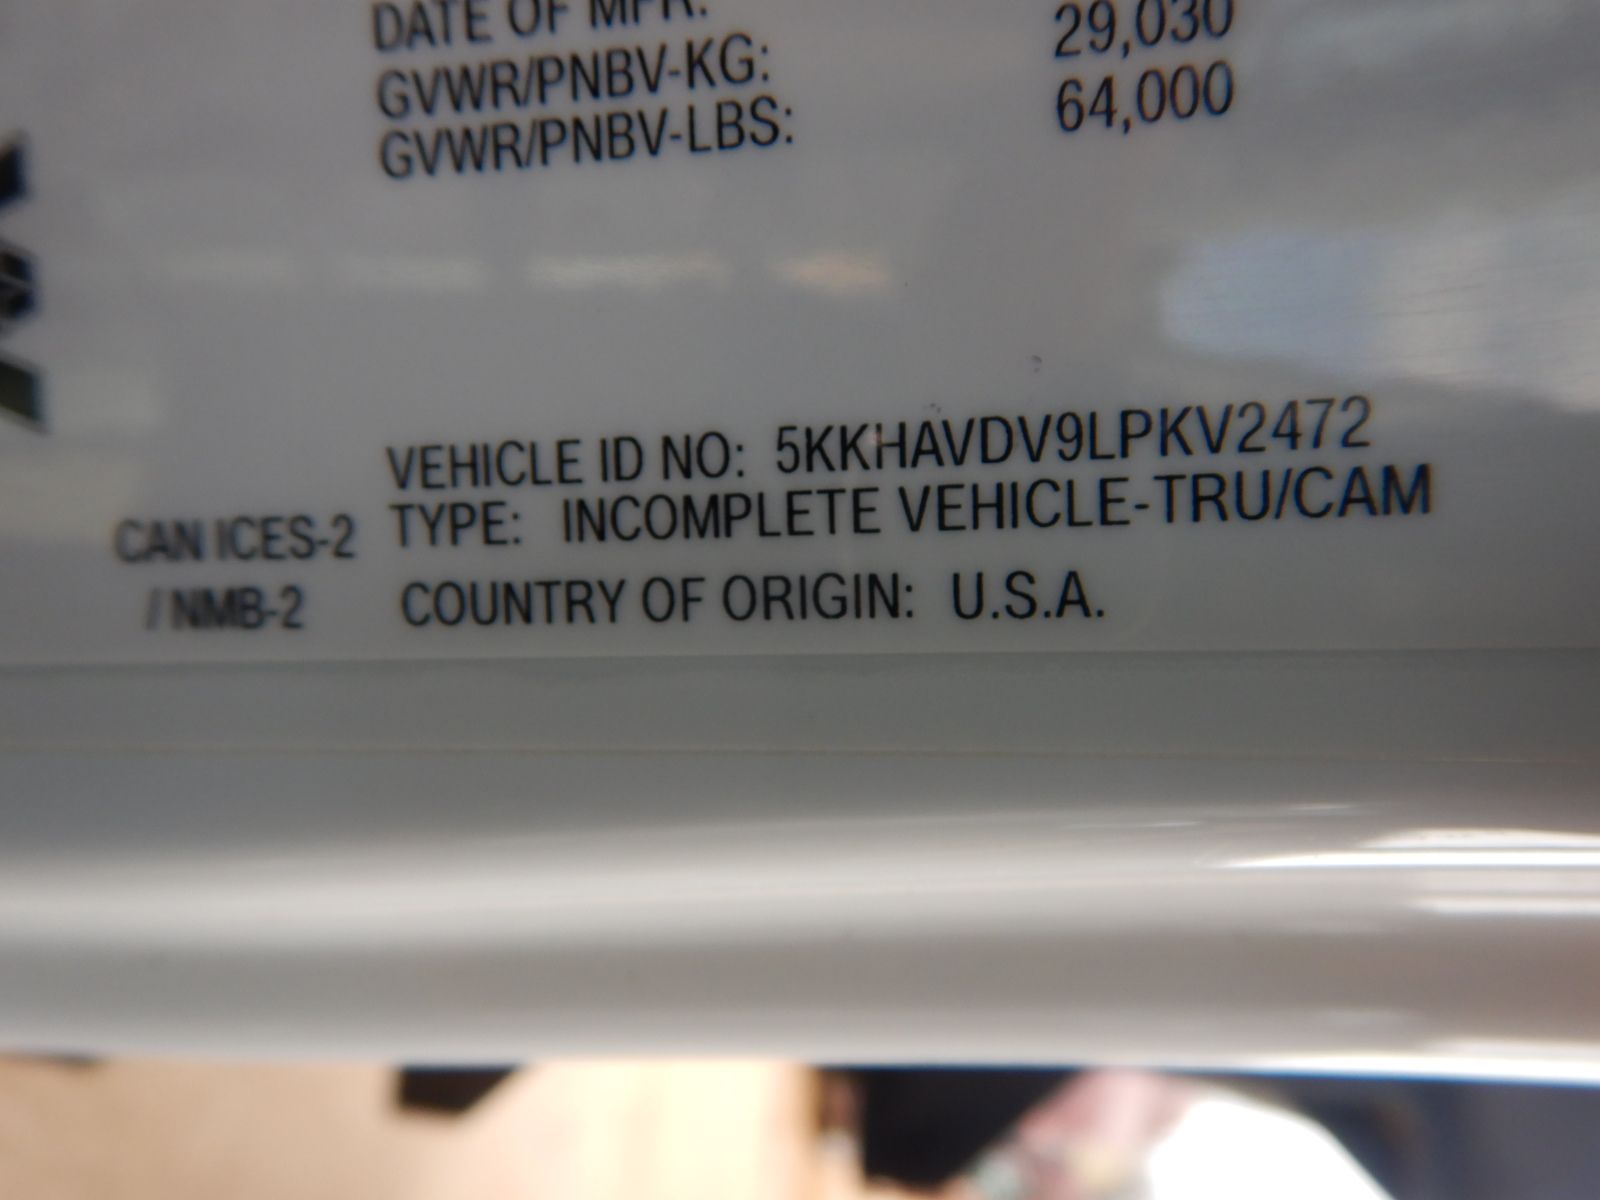 DATE OF MFR:
GVWR/PNBV-KG: 29,030
GVWR/PNBV-LBS: 64,000
VEHICLE ID NO: 5KKHAVDV9LPKV2472
CAN ICES-2 TYPE: INCOMPLETE VEHICLE-TRU/CAM
/ NMB-2 COUNTRY OF ORIGIN: U.S.A.